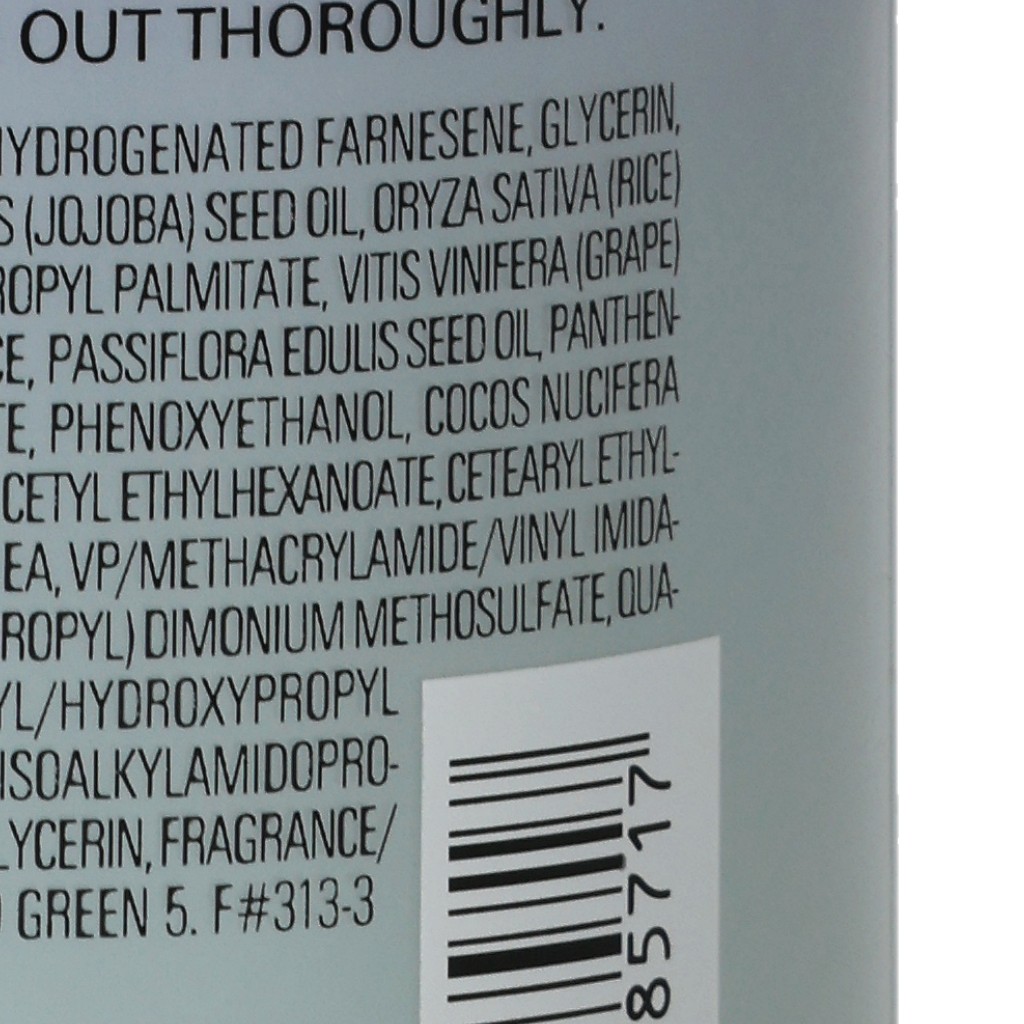 OUT THOROUGHLY.
HYDROGENATED FARNESENE, GLYCERIN,
S (JOJOBA) SEED OIL, ORYZA SATIVA (RICE)
ROPYL PALMITATE, VITIS VINIFERA (GRAPE)
CE, PASSIFLORA EDULIS SEED OIL, PANTHEN-
TE, PHENOXYETHANOL, COCOS NUCIFERA
CETYL ETHYLHEXANOATE, CETEARYL ETHYL-
EA, VP/METHACRYLAMIDE/VINYL IMIDA-
ROPYL) DIMONIUM METHOSULFATE, QUA-
YL/HYDROXYPROPYL
ISOALKYLAMIDOPRO-
LYCERIN, FRAGRANCE/
GREEN 5. F#313-3
85717